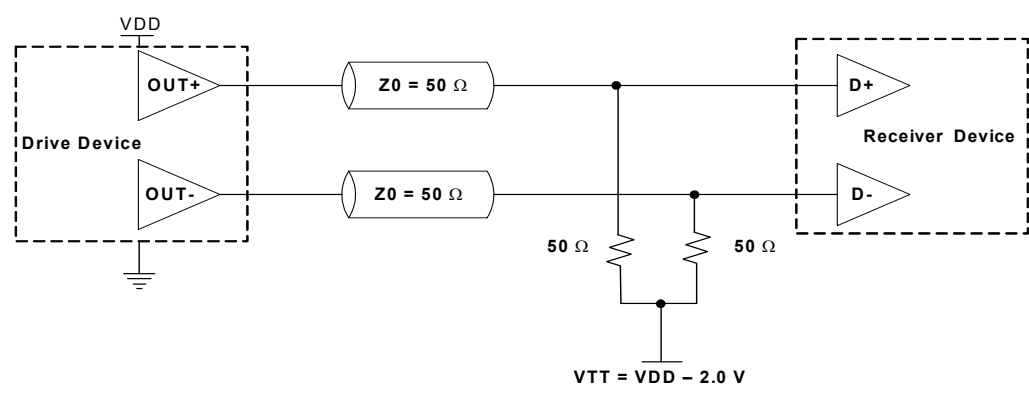 VDD
OUT+
Z0 = 50 Ω
D+
Drive Device
Receiver Device
OUT-
Z0 = 50 Ω
D-
50 Ω
50 Ω
VTT = VDD – 2.0 V